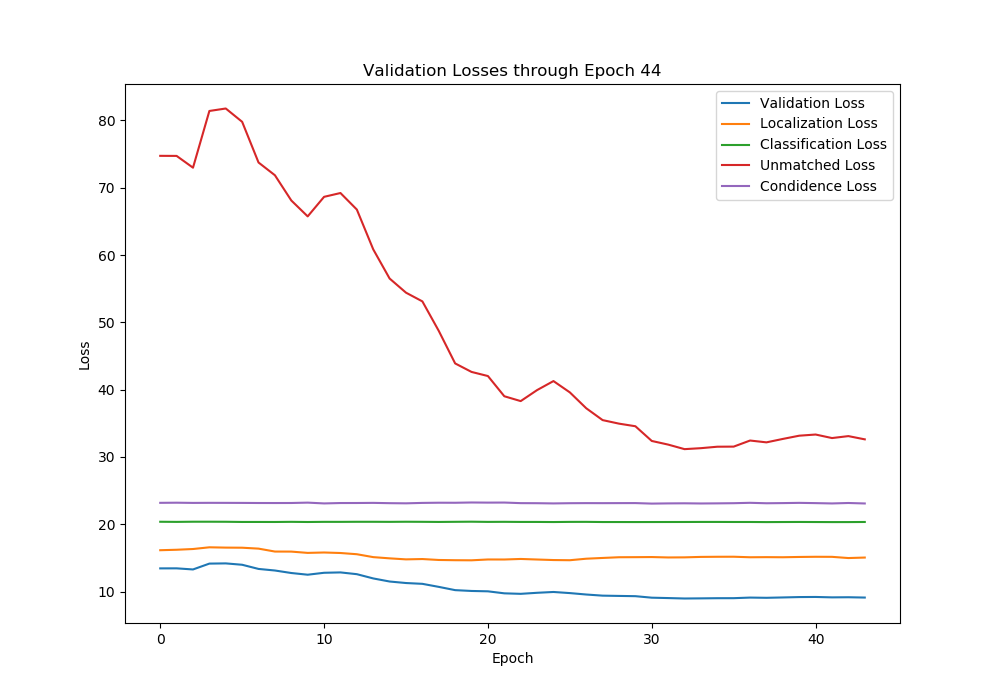 Validation Losses through Epoch 44
Validation Loss
Localization Loss
Classification Loss
Unmatched Loss
Condidence Loss
80
70
60
50
40
30
20
10
Loss
0
10
20
30
40
Epoch